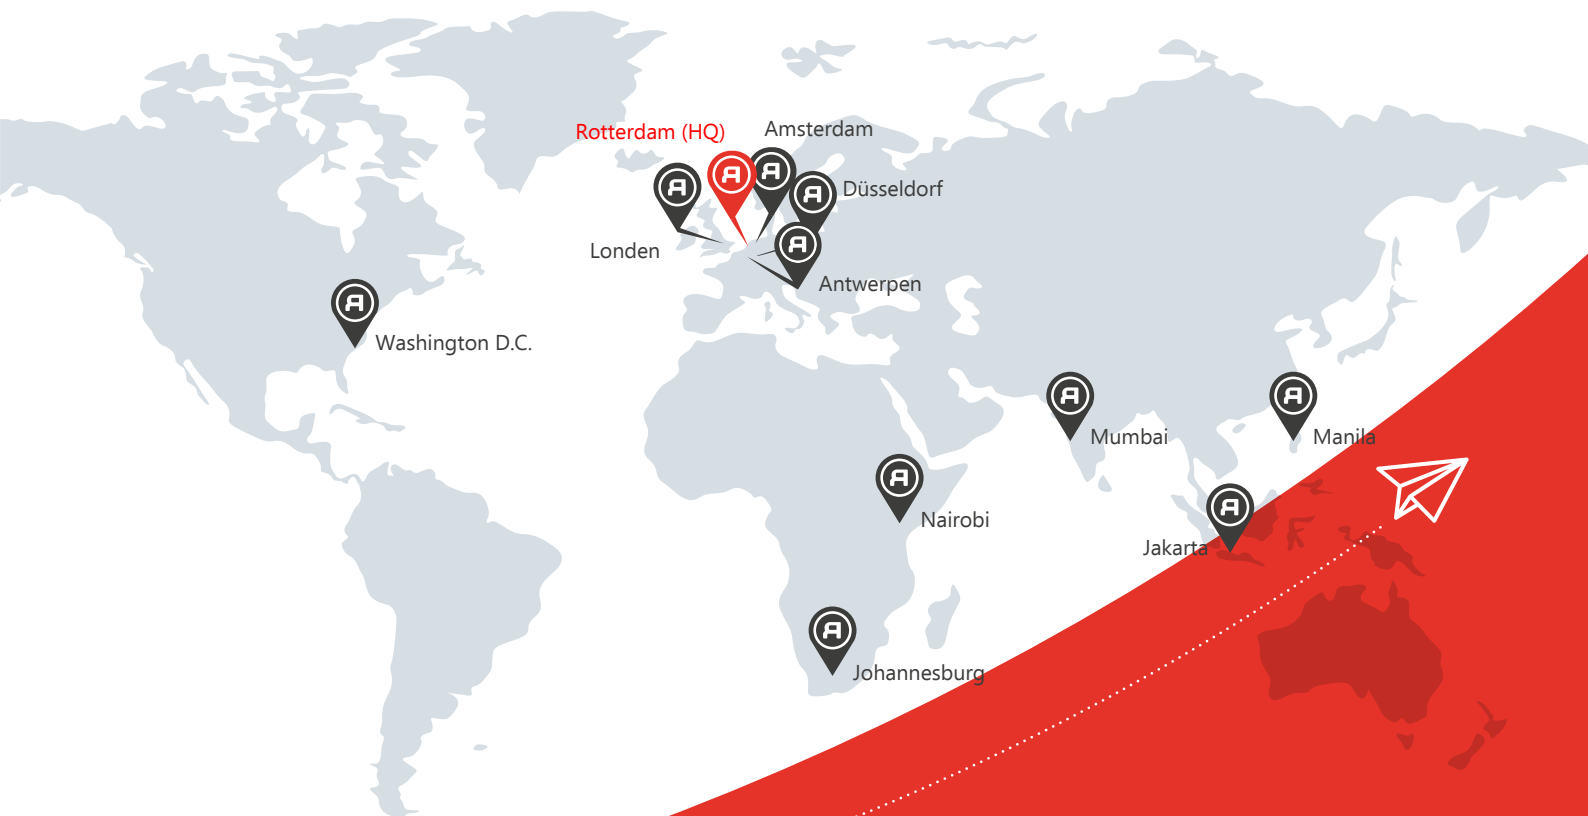 Rotterdam (HQ)
Amsterdam
Düsseldorf
Londen
Antwerpen
Washington D.C.
Mumbai
Manila
Nairobi
Jakarta
Johannesburg